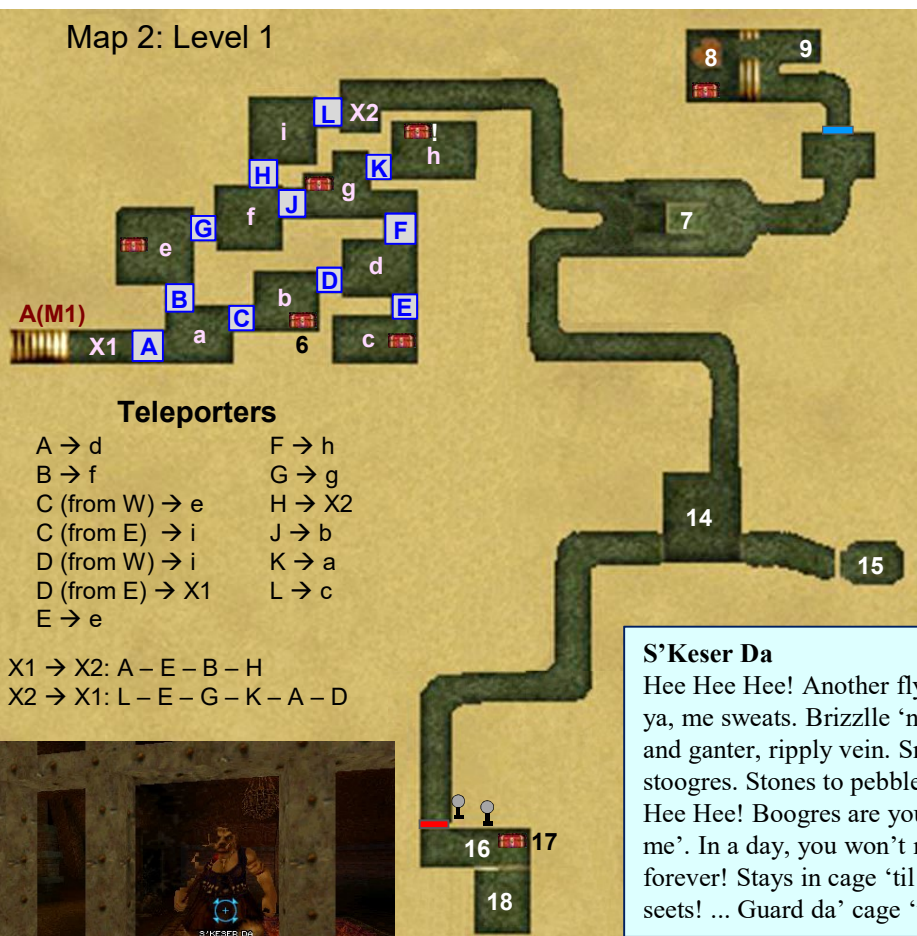 Map 2: Level 1
8
9
L
X2
i
!
h
H
K
g
J
f
G
7
F
e
d
D
B
b
E
A(M1)
C
X1
A
a
6
c
Teleporters
A → d
F → h
B → f
G → g
C (from W) → e
H → X2
C (from E) → i
J → b
D (from W) → i
K → a
D (from E) → X1
L → c
E → e
14
15
X1 → X2: A – E – B – H
X2 → X1: L – E – G – K – A – D
S’Keser Da
Hee Hee Hee! Another fly
ya, me sweats. Brizzlle ‘n
and ganter, ripply vein. Sn
stoogres. Stones to pebble
Hee Hee! Boogres are you
me’. In a day, you won’t
forever! Stays in cage ‘til
seets! ... Guard da’ cage ‘
16
17
18
S'KESER DA